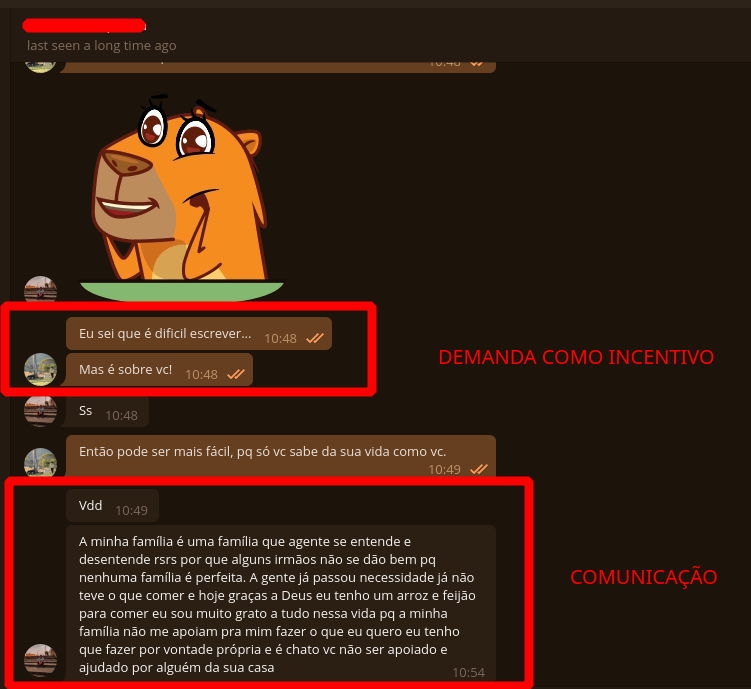 last seen a long time ago
10:48
Eu sei que é dificil escrever... 10:48
Mas é sobre vc! 10:48
DEMANDA COMO INCENTIVO
Ss 10:48
Então pode ser mais fácil, pq só vc sabe da sua vida como vc.
10:49
Vdd 10:49
A minha família é uma família que agente se entende e
desentende rsrs por que alguns irmãos não se dão bem pq
nenhuma família é perfeita. A gente já passou necessidade já não
teve o que comer e hoje graças a Deus eu tenho um arroz e feijão
para comer eu sou muito grato a tudo nessa vida pq a minha
família não me apoiam pra mim fazer o que eu quero eu tenho
que fazer por vontade própria e é chato vc não ser apoiado e
ajudado por alguém da sua casa
10:54
COMUNICAÇÃO